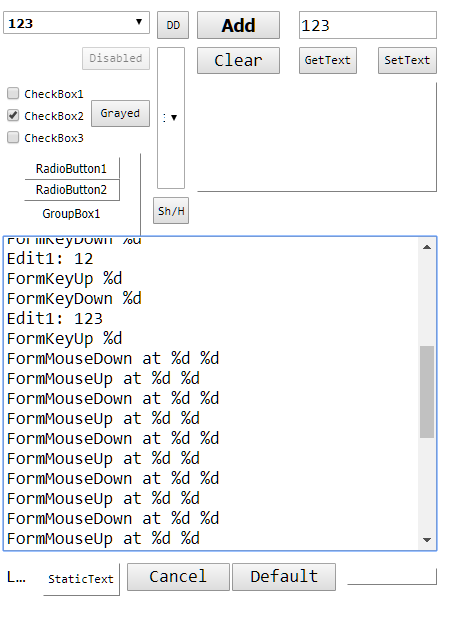 123
DD
Add
123
Disabled
Clear
GetText
SetText
CheckBox1
CheckBox2
Grayed
CheckBox3
RadioButton1
RadioButton2
GroupBox1
Sh/H
FormKeyDown %d
Edit1: 12
FormKeyUp %d
FormKeyDown %d
Edit1: 123
FormKeyUp %d
FormMouseDown at %d %d
FormMouseUp at %d %d
FormMouseDown at %d %d
FormMouseUp at %d %d
FormMouseDown at %d %d
FormMouseUp at %d %d
FormMouseDown at %d %d
FormMouseUp at %d %d
FormMouseDown at %d %d
FormMouseUp at %d %d
L...
StaticText
Cancel
Default